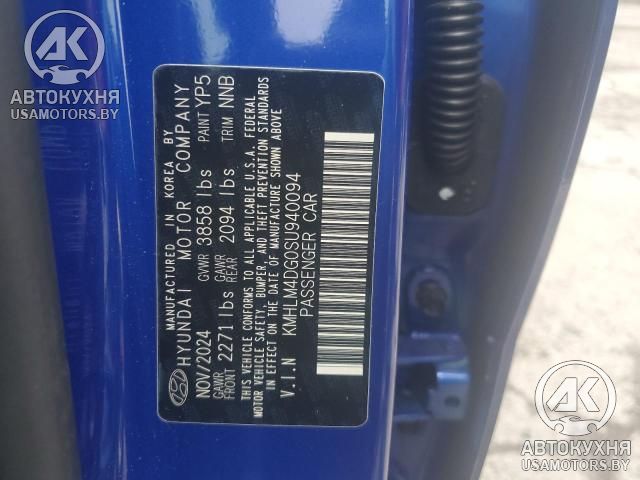 MANUFACTURED IN KOREA BY
HYUNDAI MOTOR COMPANY
NOV/2024 GVWR 3858 lbs PAINT YP5
GAWR FRONT 2271 lbs GAWR REAR 2094 lbs TRIM NNB
THIS VEHICLE CONFORMS TO ALL APPLICABLE U.S.A. FEDERAL
MOTOR VEHICLE SAFETY, BUMPER, AND THEFT PREVENTION STANDARDS
IN EFFECT ON THE DATE OF MANUFACTURE SHOWN ABOVE
V.I.N KMHLM4DG0SU940094
PASSENGER CAR
АК
АВТОКУХНЯ
USAMOTORS.BY
АК
АВТОКУХНЯ
USAMOTORS.BY